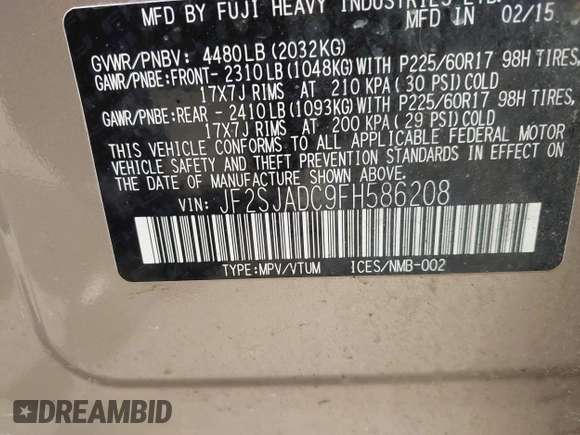 MFD BY FUJI HEAVY INDUSTRIES LTD.
MFD IN 02/15
GVWR/PNBV: 4480LB(2032KG)
GAWR/PNBE:FRONT- 2310LB(1048KG)WITH P225/60R17 98H TIRES,
17X7J RIMS AT 210 KPA ( 30 PSI)COLD
GAWR/PNBE:REAR - 2410LB(1093KG)WITH P225/60R17 98H TIRES,
17X7J RIMS AT 200 KPA ( 29 PSI)COLD
THIS VEHICLE CONFORMS TO ALL APPLICABLE FEDERAL MOTOR
VEHICLE SAFETY AND THEFT PREVENTION STANDARDS IN EFFECT
ON THE DATE OF MANUFACTURE SHOWN ABOVE.
VIN: JF2SJADC9FH586208
TYPE:MPV/VTUM ICES/NMB-002
DREAMBID